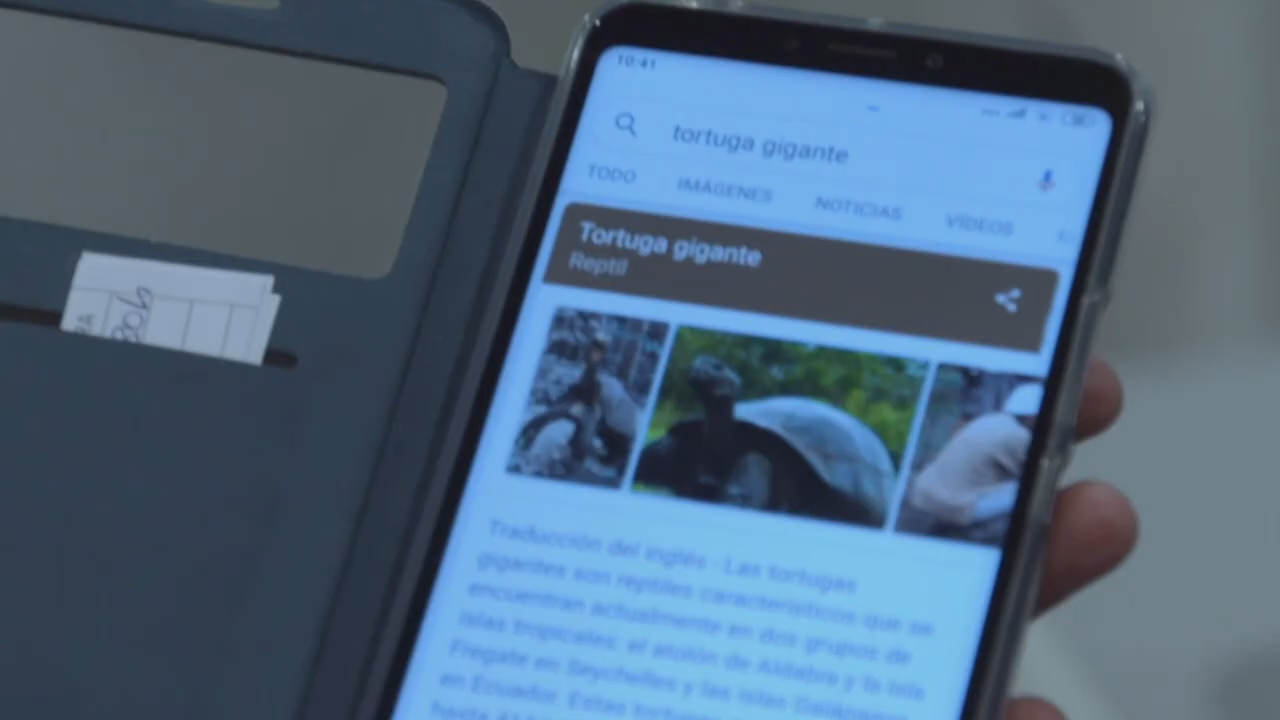 10:41
tortuga gigante
TODO IMÁGENES NOTICIAS VÍDEOS
Tortuga gigante
Reptil
Traducción del inglés - Las tortugas
gigantes son reptiles característicos que se
encuentran actualmente en dos grupos de
islas tropicales: el atolón de Aldabra y la isla
Fregate en Seychelles y las islas Galápagos
en Ecuador. Estas tortugas
hasta